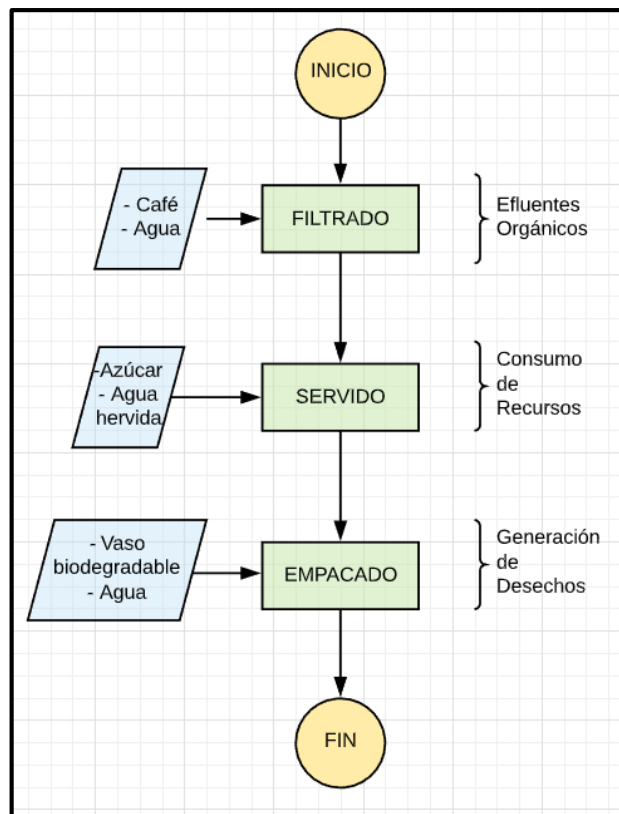 INICIO
- Café
- Agua
FILTRADO
Efluentes
Orgánicos
-Azúcar
- Agua
hervida
SERVIDO
Consumo
de
Recursos
- Vaso
biodegradable
- Agua
EMPACADO
Generación
de
Desechos
FIN